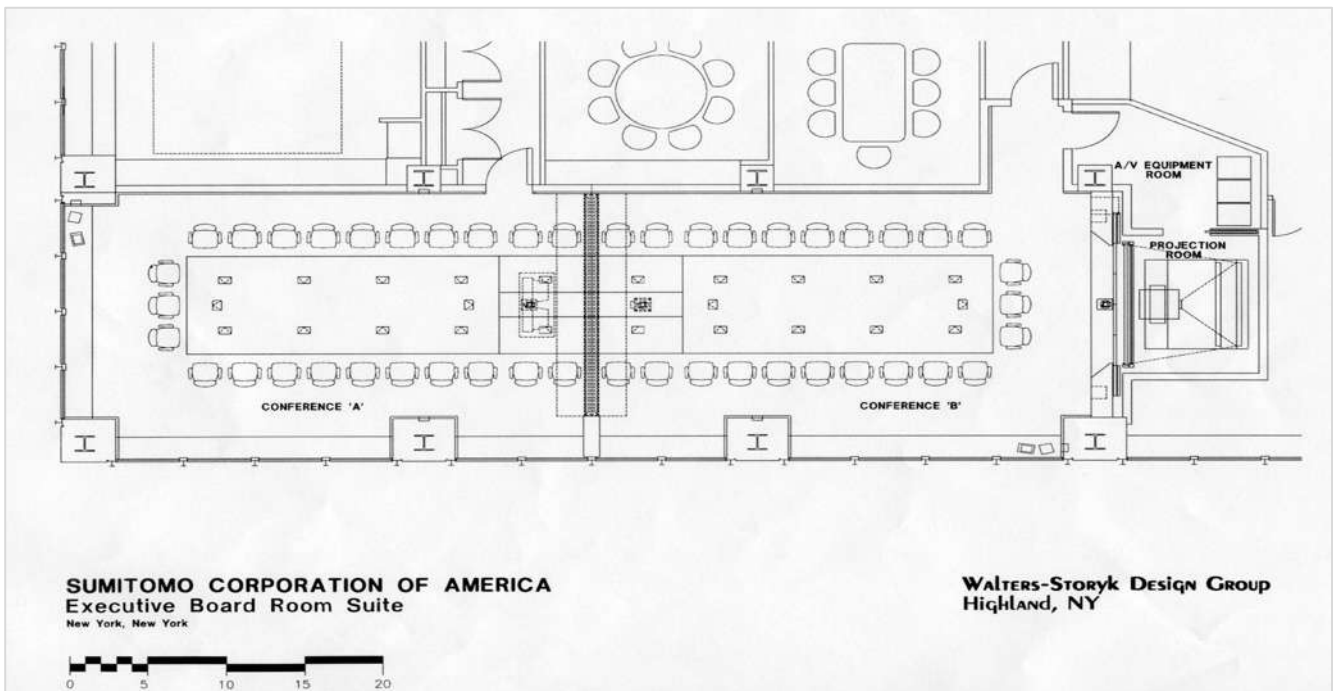 A/V EQUIPMENT
ROOM
PROJECTION
ROOM
CONFERENCE 'A'
CONFERENCE 'B'
SUMITOMO CORPORATION OF AMERICA
Executive Board Room Suite
New York, New York
Walters-Storyk Design Group
Highland, NY
0 5 10 15 20